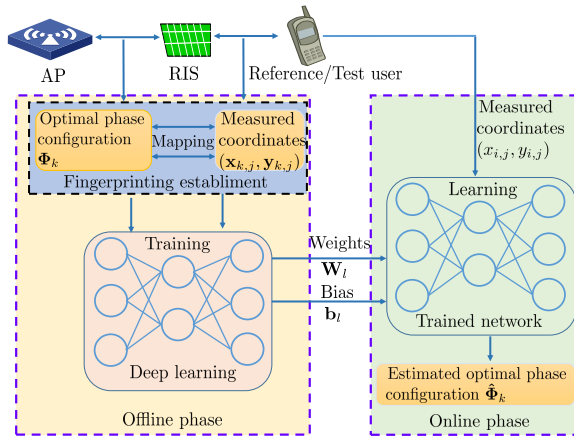 AP
RIS
Reference/Test user
Optimal phase
configuration
Φₖ
Mapping
Measured
coordinates
(𝐱ₖ,ⱼ, 𝐲ₖ,ⱼ)
Fingerprinting establiment
Training
Deep learning
Offline phase
Weights
𝐖ₗ
Bias
𝐛ₗ
Measured
coordinates
(xᵢ,ⱼ, yᵢ,ⱼ)
Learning
Trained network
Estimated optimal phase
configuration Φ̂ₖ
Online phase